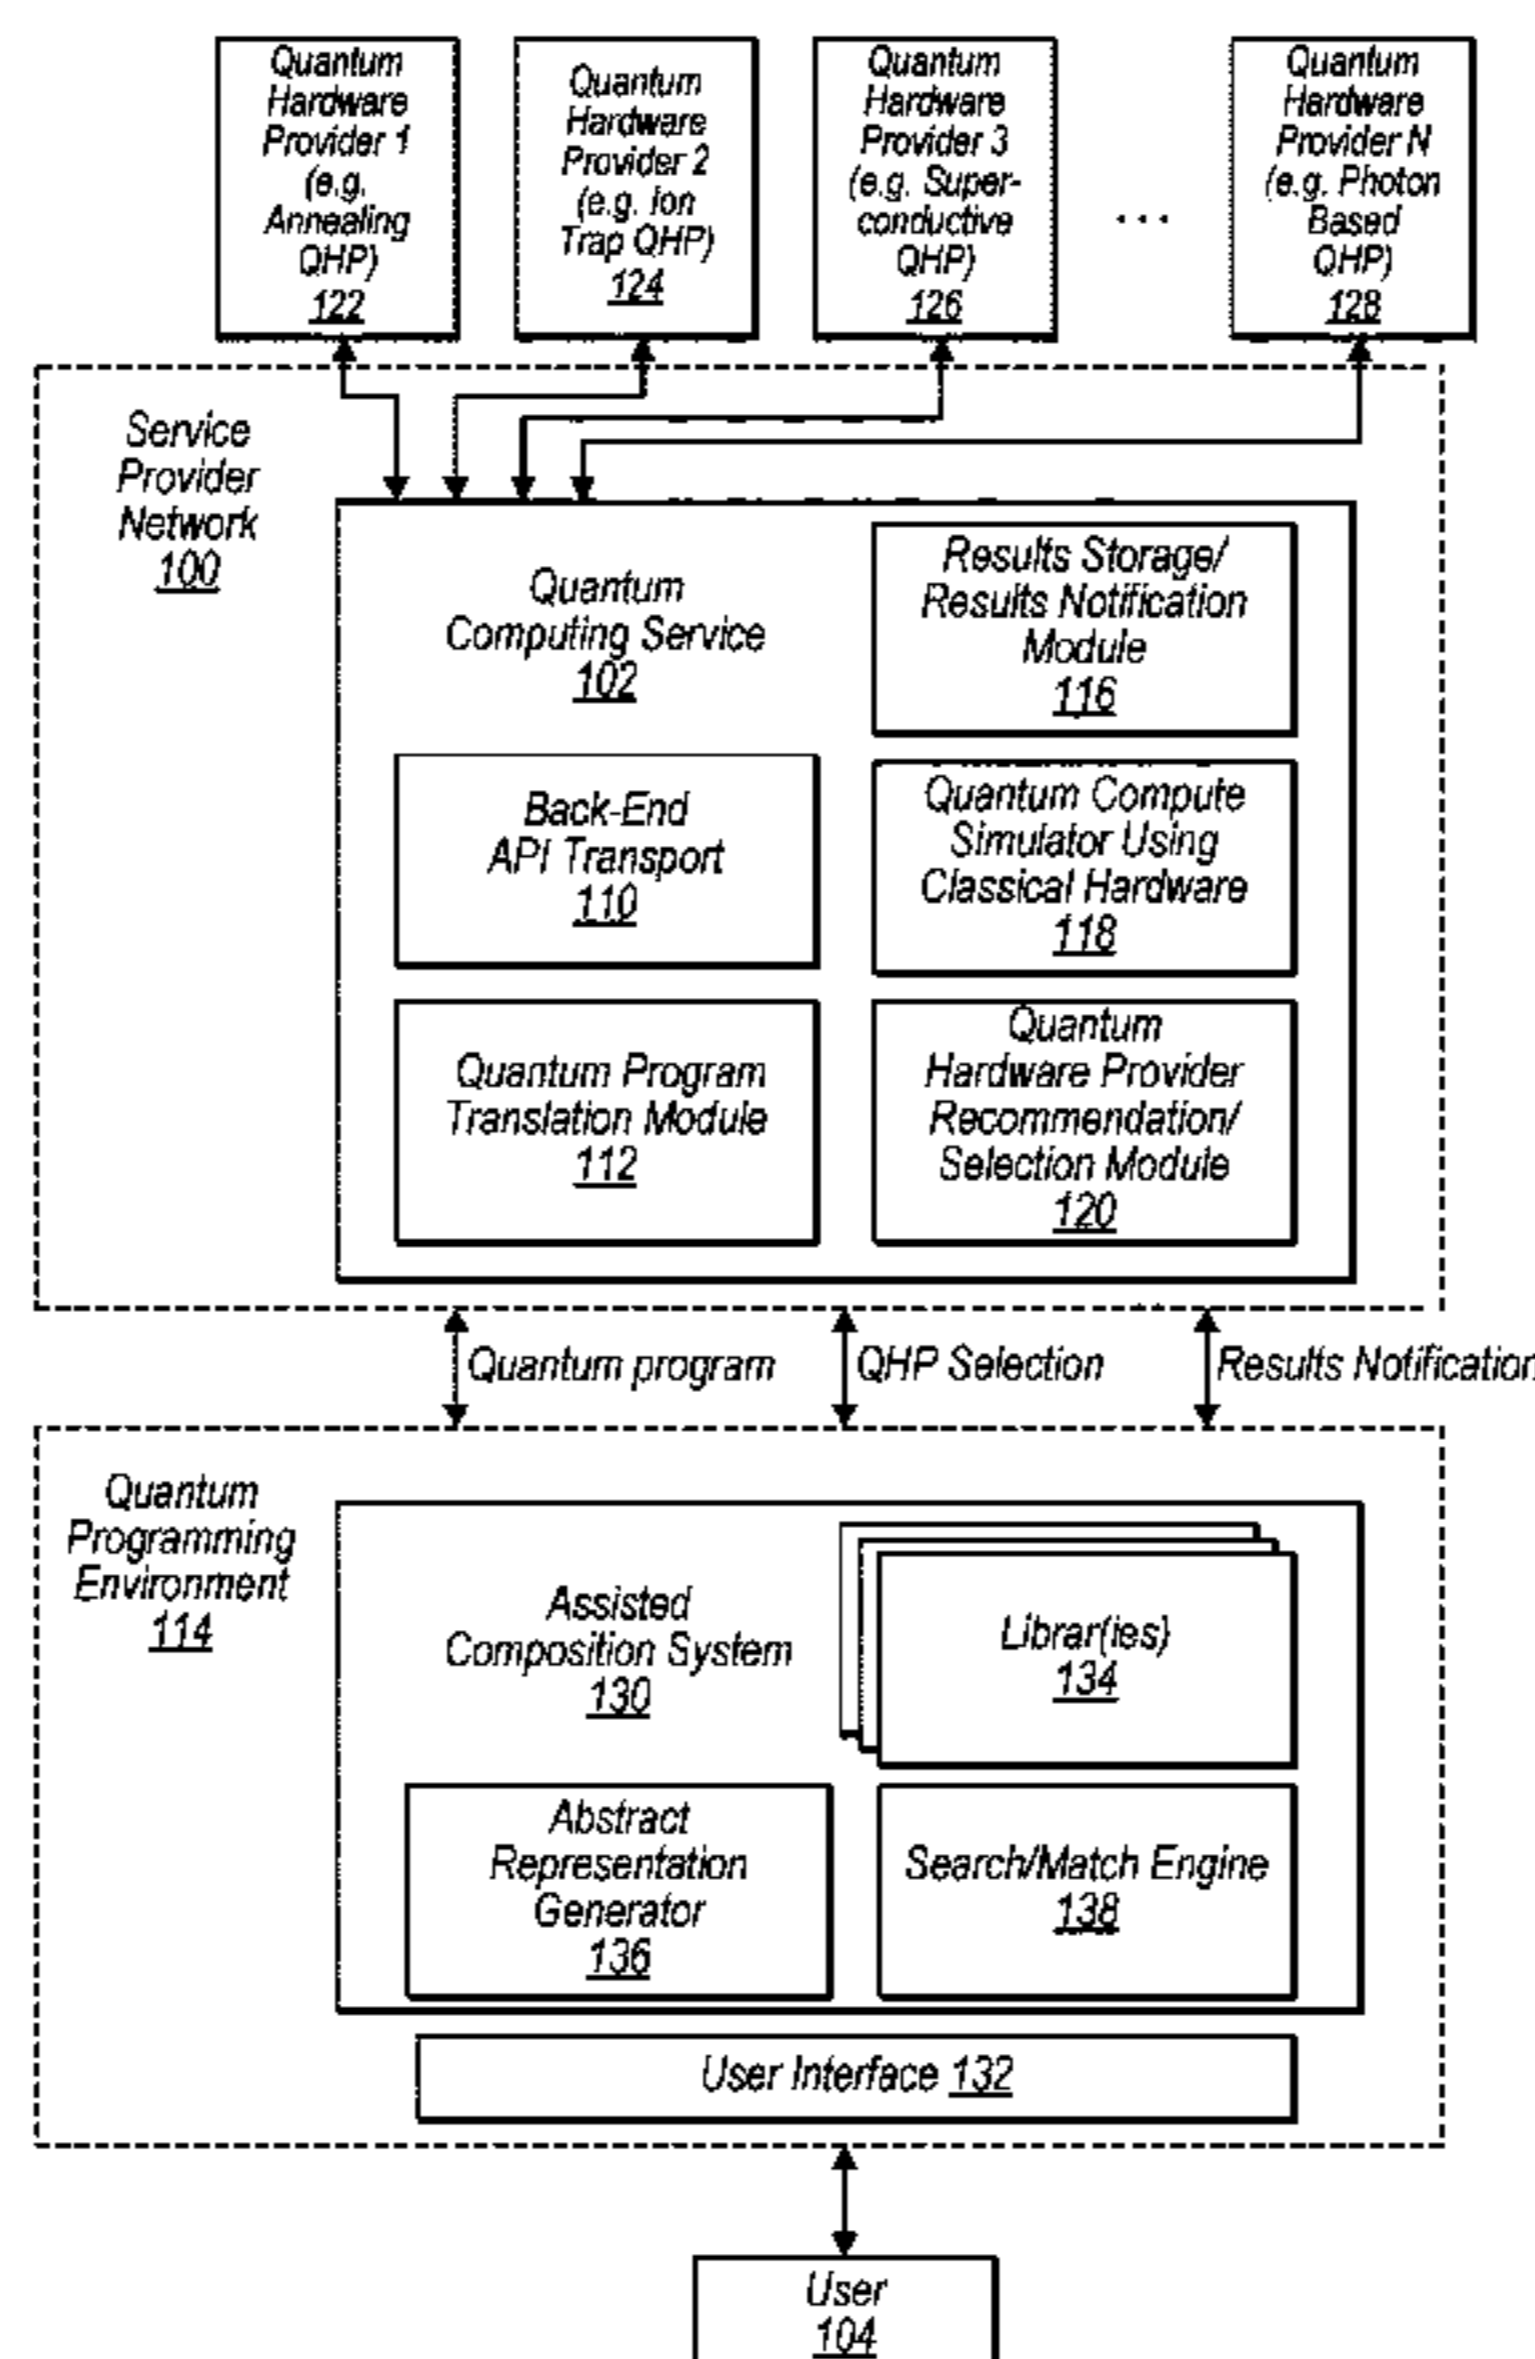 Quantum
Hardware
Provider 1
(e.g.
Annealing
QHP)
122
Quantum
Hardware
Provider 2
(e.g. Ion
Trap QHP)
124
Quantum
Hardware
Provider 3
(e.g. Super-
conductive
QHP)
126
...
Quantum
Hardware
Provider N
(e.g. Photon
Based
QHP)
128
Service
Provider
Network
100
Quantum
Computing Service
102
Results Storage/
Results Notification
Module
116
Back-End
API Transport
110
Quantum Compute
Simulator Using
Classical Hardware
118
Quantum Program
Translation Module
112
Quantum
Hardware Provider
Recommendation/
Selection Module
120
Quantum program
QHP Selection
Results Notification
Quantum
Programming
Environment
114
Assisted
Composition System
130
Librar(ies)
134
Abstract
Representation
Generator
136
Search/Match Engine
138
User Interface 132
User
104